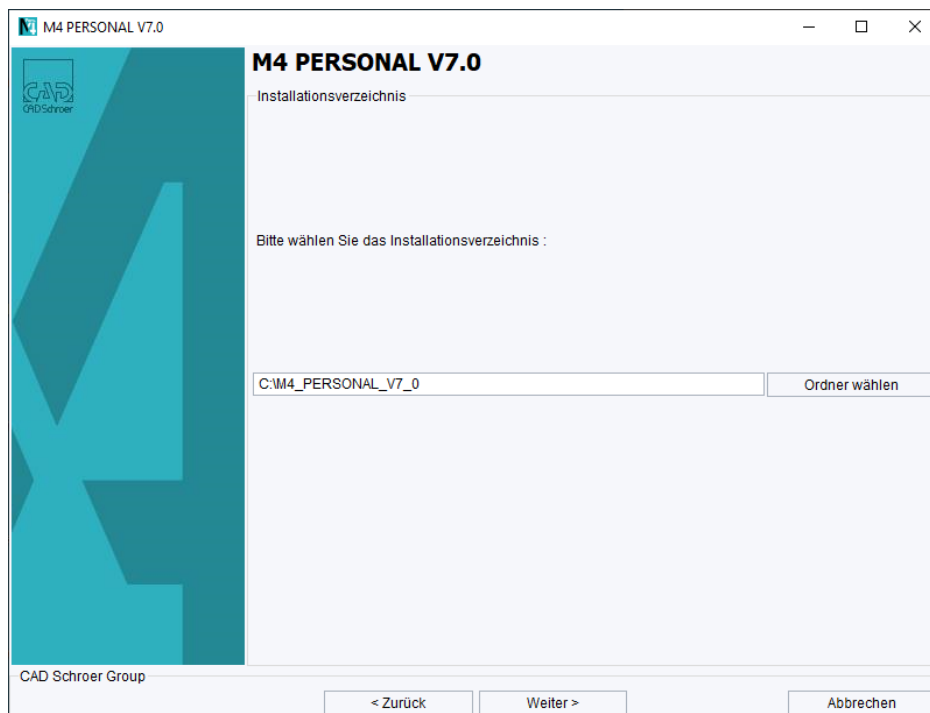 M4 PERSONAL V7.0
CAD
CADSchroer
M4 PERSONAL V7.0
Installationsverzeichnis
Bitte wählen Sie das Installationsverzeichnis :
C:\M4_PERSONAL_V7_0
Ordner wählen
CAD Schroer Group
< Zurück
Weiter >
Abbrechen